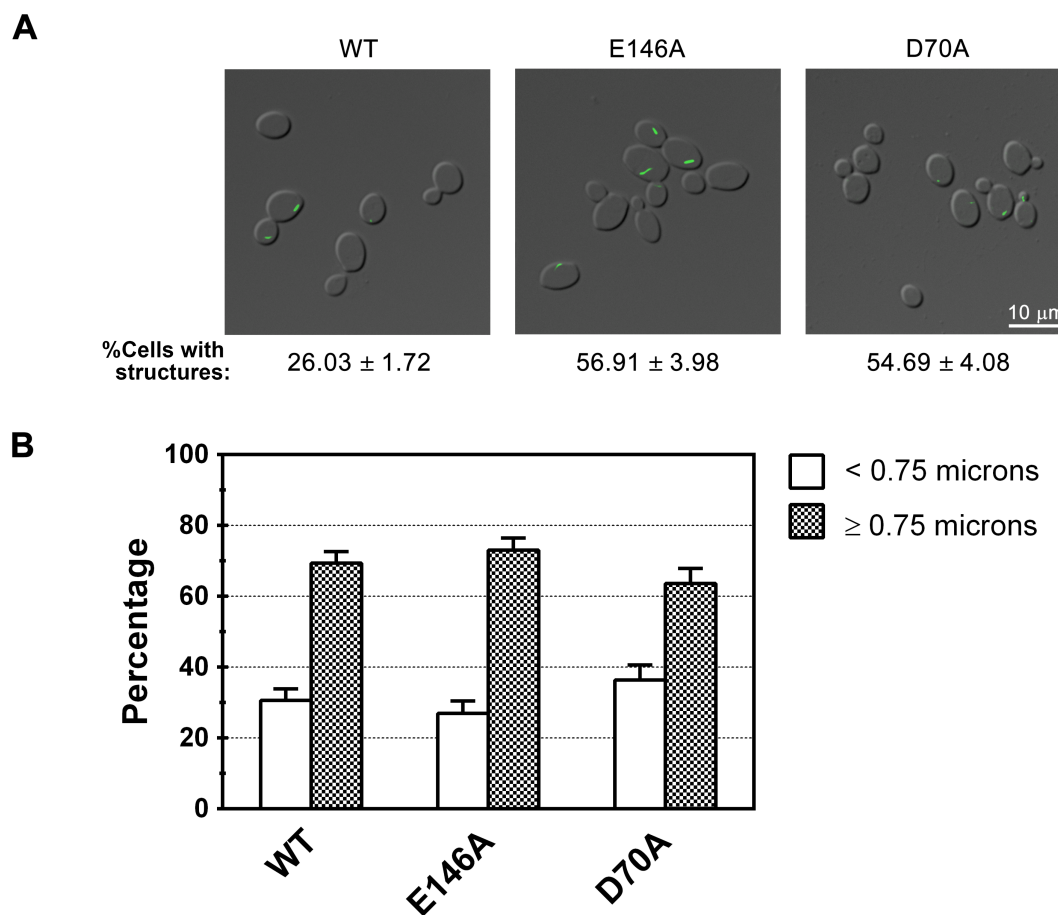 A
WT E146A D70A
10 μm
%Cells with
structures:
26.03 ± 1.72 56.91 ± 3.98 54.69 ± 4.08
B
100
80
60
40
20
0
Percentage
< 0.75 microns
≥ 0.75 microns
WT E146A D70A